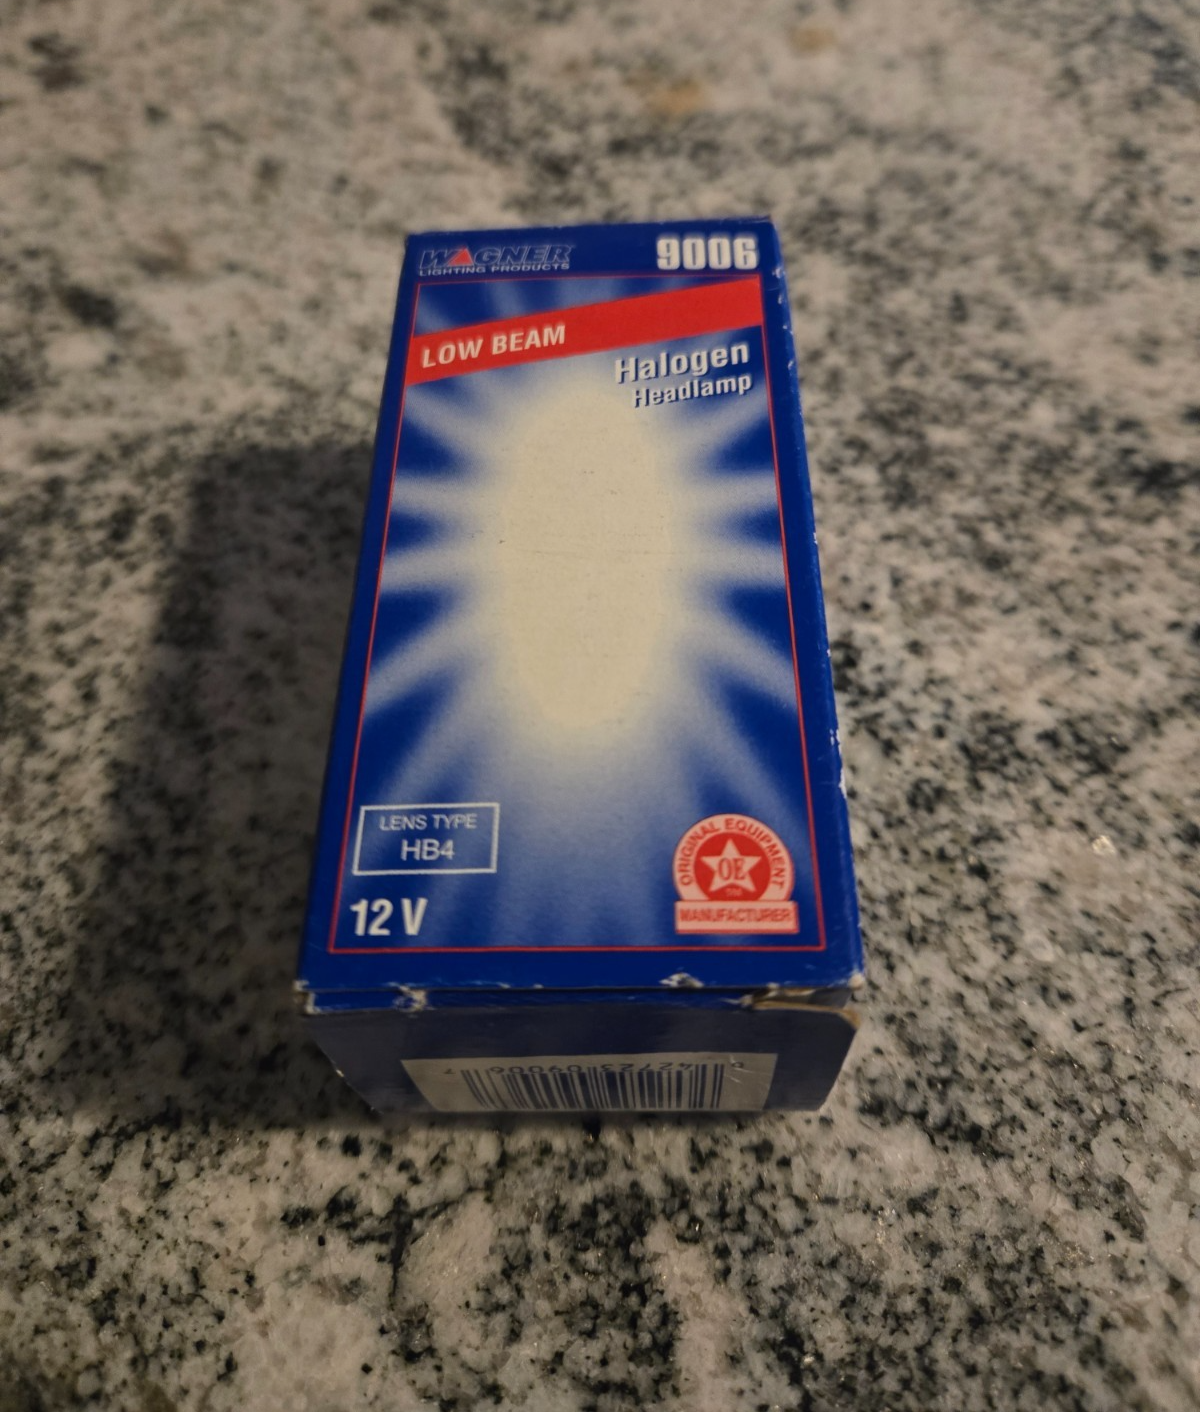 WAGNER
LIGHTING PRODUCTS
9006
LOW BEAM
Halogen
Headlamp
LENS TYPE
HB4
12 V
ORIGINAL EQUIPMENT
OE
MANUFACTURER